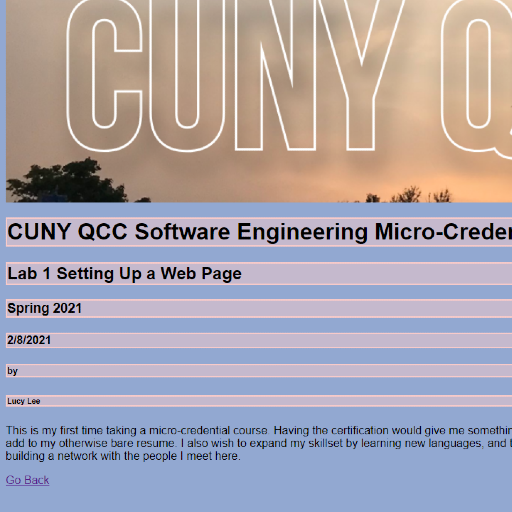 CUNY Q
CUNY QCC Software Engineering Micro-Creden
Lab 1 Setting Up a Web Page
Spring 2021
2/8/2021
by
Lucy Lee
This is my first time taking a micro-credential course. Having the certification would give me somethin
add to my otherwise bare resume. I also wish to expand my skillset by learning new languages, and
building a network with the people I meet here.
Go Back